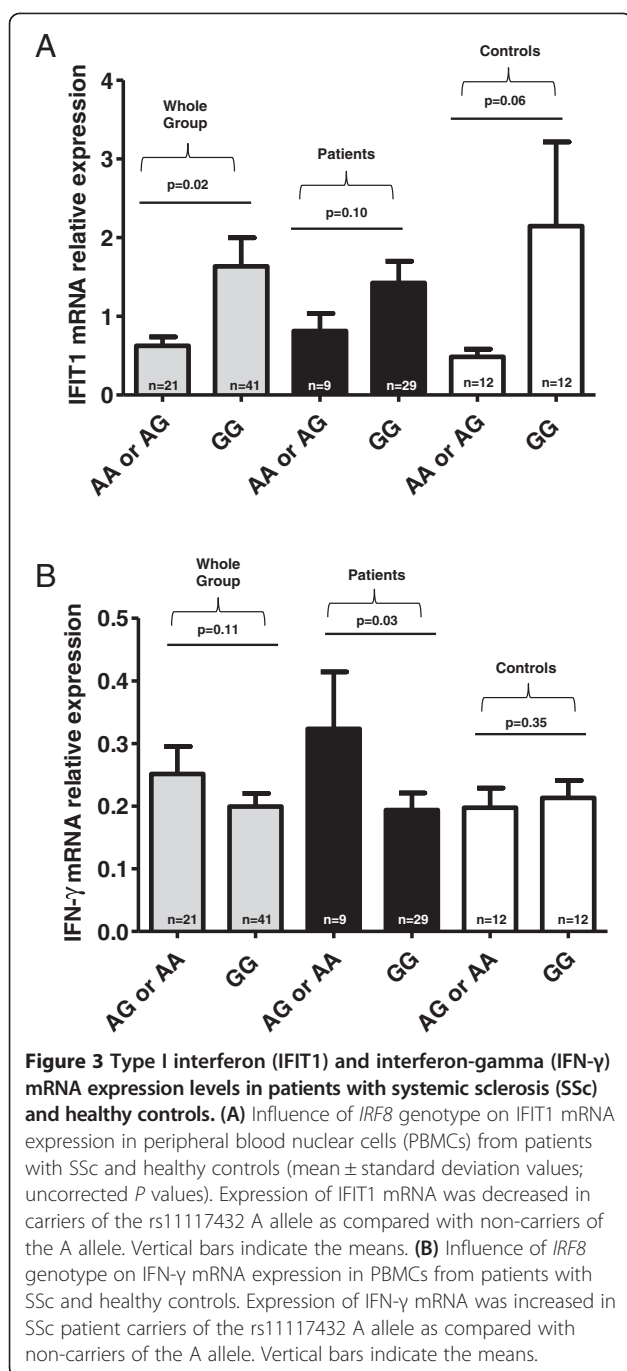 A
Controls
4
Whole
Group
p=0.06
3
Patients
p=0.02
p=0.10
2
1
0
IFIT1 mRNA relative expression
n=21
n=41
n=9
n=29
n=12
n=12
AA or AG
GG
AA or AG
GG
AA or AG
GG
B
Whole
Group
Patients
0.5
p=0.11
p=0.03
Controls
0.4
p=0.35
0.3
0.2
0.1
0.0
IFN-γ mRNA relative expression
n=21
n=41
n=9
n=29
n=12
n=12
AG or AA
GG
AG or AA
GG
AG or AA
GG
Figure 3 Type I interferon (IFIT1) and interferon-gamma (IFN-γ)
mRNA expression levels in patients with systemic sclerosis (SSc)
and healthy controls. (A) Influence of IRF8 genotype on IFIT1 mRNA
expression in peripheral blood nuclear cells (PBMCs) from patients
with SSc and healthy controls (mean ± standard deviation values;
uncorrected P values). Expression of IFIT1 mRNA was decreased in
carriers of the rs11117432 A allele as compared with non-carriers of
the A allele. Vertical bars indicate the means. (B) Influence of IRF8
genotype on IFN-γ mRNA expression in PBMCs from patients with
SSc and healthy controls. Expression of IFN-γ mRNA was increased in
SSc patient carriers of the rs11117432 A allele as compared with
non-carriers of the A allele. Vertical bars indicate the means.